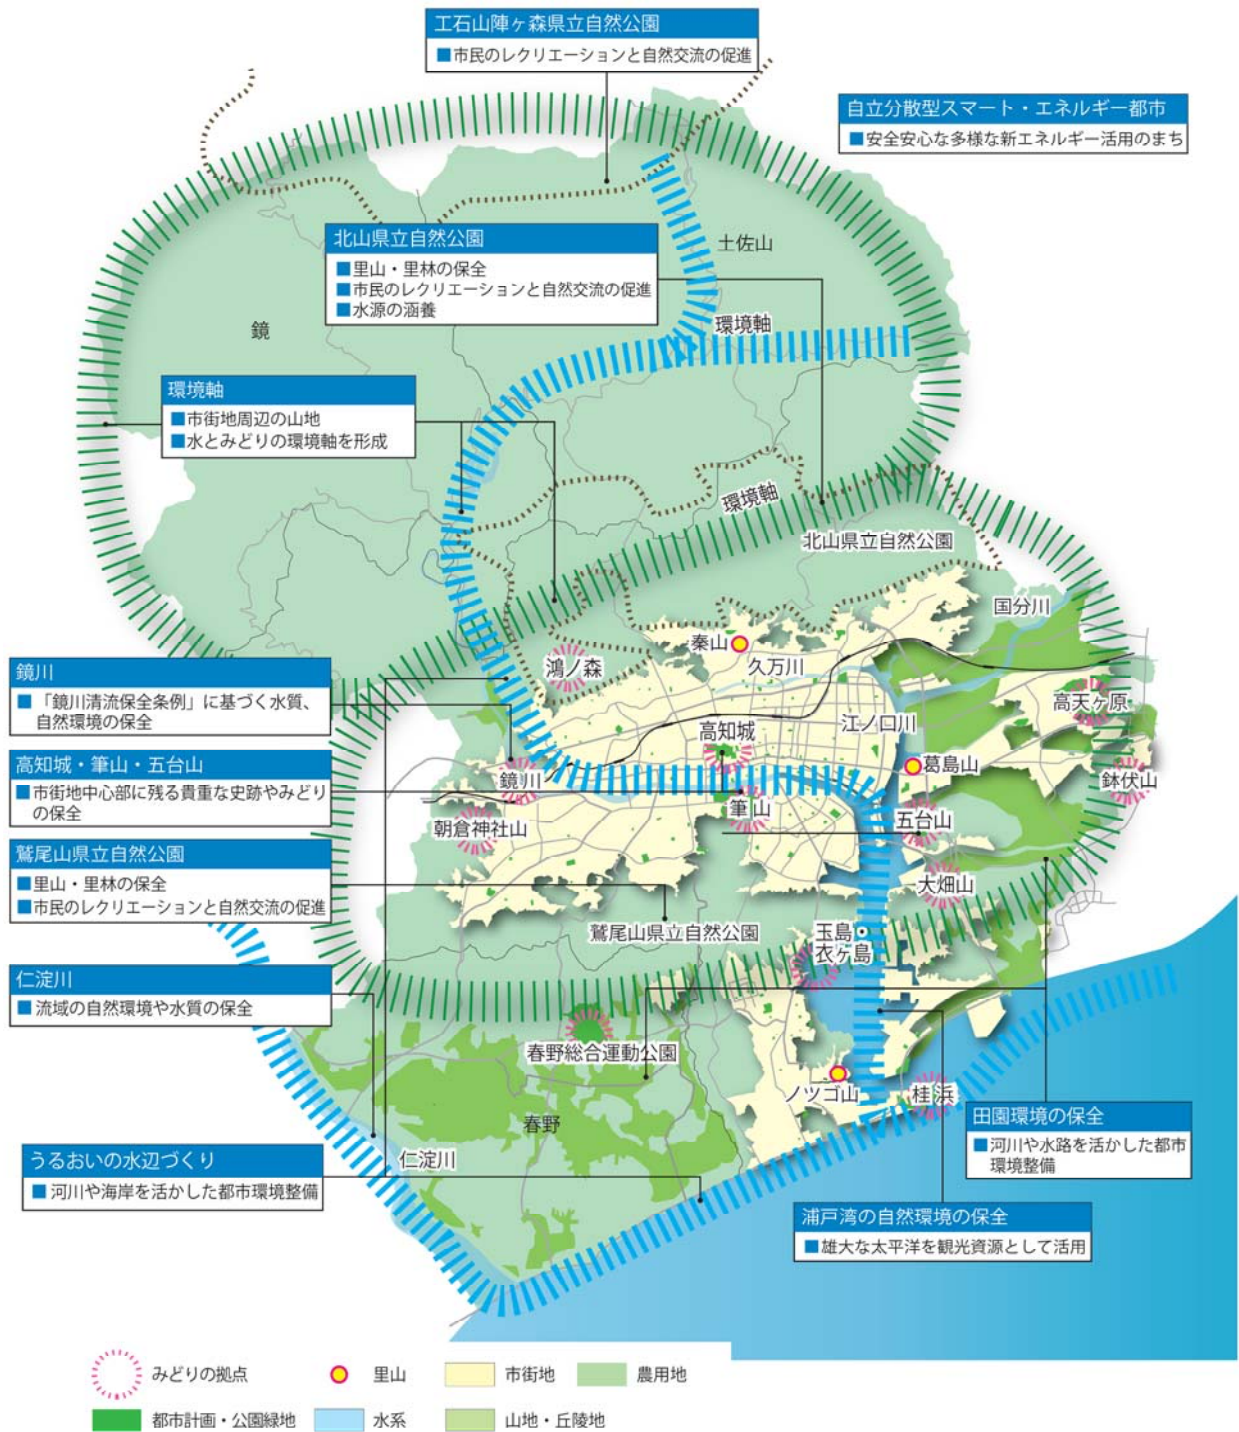 工石山陣ヶ森県立自然公園
■市民のレクリエーションと自然交流の促進
自立分散型スマート・エネルギー都市
■安全安心な多様な新エネルギー活用のまち
北山県立自然公園
■里山・里林の保全
■市民のレクリエーションと自然交流の促進
■水源の涵養
土佐山
鏡
環境軸
環境軸
■市街地周辺の山地
■水とみどりの環境軸を形成
環境軸
北山県立自然公園
国分川
秦山
久万川
鴻ノ森
高天ヶ原
江ノ口川
高知城
葛島山
鉢伏山
鏡川
筆山
五台山
朝倉神社山
大畑山
鷲尾山県立自然公園
玉島・
衣ヶ島
鏡川
■「鏡川清流保全条例」に基づく水質、
自然環境の保全
高知城・筆山・五台山
■市街地中心部に残る貴重な史跡やみどり
の保全
鷲尾山県立自然公園
■里山・里林の保全
■市民のレクリエーションと自然交流の促進
仁淀川
■流域の自然環境や水質の保全
春野総合運動公園
ノツゴ山
桂浜
春野
仁淀川
うるおいの水辺づくり
■河川や海岸を活かした都市環境整備
田園環境の保全
■河川や水路を活かした都市
環境整備
浦戸湾の自然環境の保全
■雄大な太平洋を観光資源として活用
みどりの拠点
里山
市街地
農用地
都市計画・公園緑地
水系
山地・丘陵地